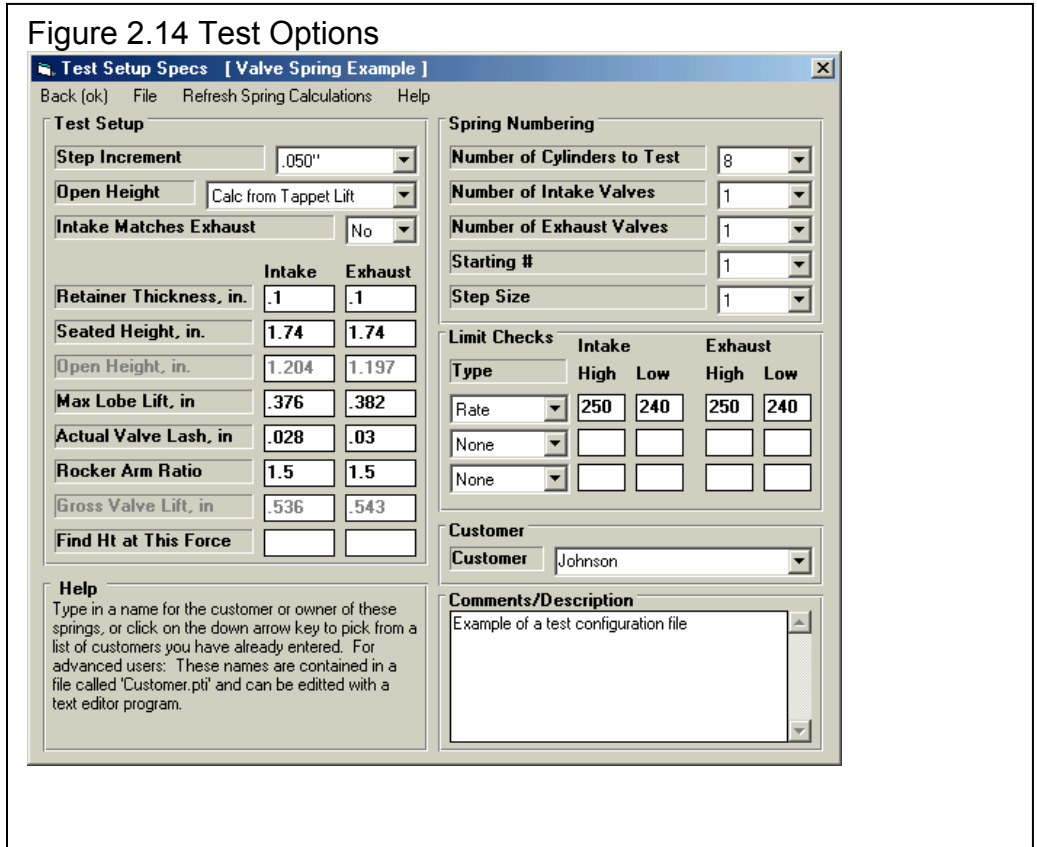 Figure 2.14 Test Options
Test Setup Specs [ Valve Spring Example ]
Back (ok) File Refresh Spring Calculations Help
Test Setup
Step Increment .050"
Open Height Calc from Tappet Lift
Intake Matches Exhaust No
Intake Exhaust
Retainer Thickness, in. .1 .1
Seated Height, in. 1.74 1.74
Open Height, in. 1.204 1.197
Max Lobe Lift, in .376 .382
Actual Valve Lash, in .028 .03
Rocker Arm Ratio 1.5 1.5
Gross Valve Lift, in .536 .543
Find Ht at This Force
Help
Type in a name for the customer or owner of these
springs, or click on the down arrow key to pick from a
list of customers you have already entered. For
advanced users: These names are contained in a
file called 'Customer.pti' and can be editted with a
text editor program.
Spring Numbering
Number of Cylinders to Test 8
Number of Intake Valves 1
Number of Exhaust Valves 1
Starting # 1
Step Size 1
Limit Checks
Intake Exhaust
Type High Low High Low
Rate 250 240 250 240
None
None
Customer
Customer Johnson
Comments/Description
Example of a test configuration file